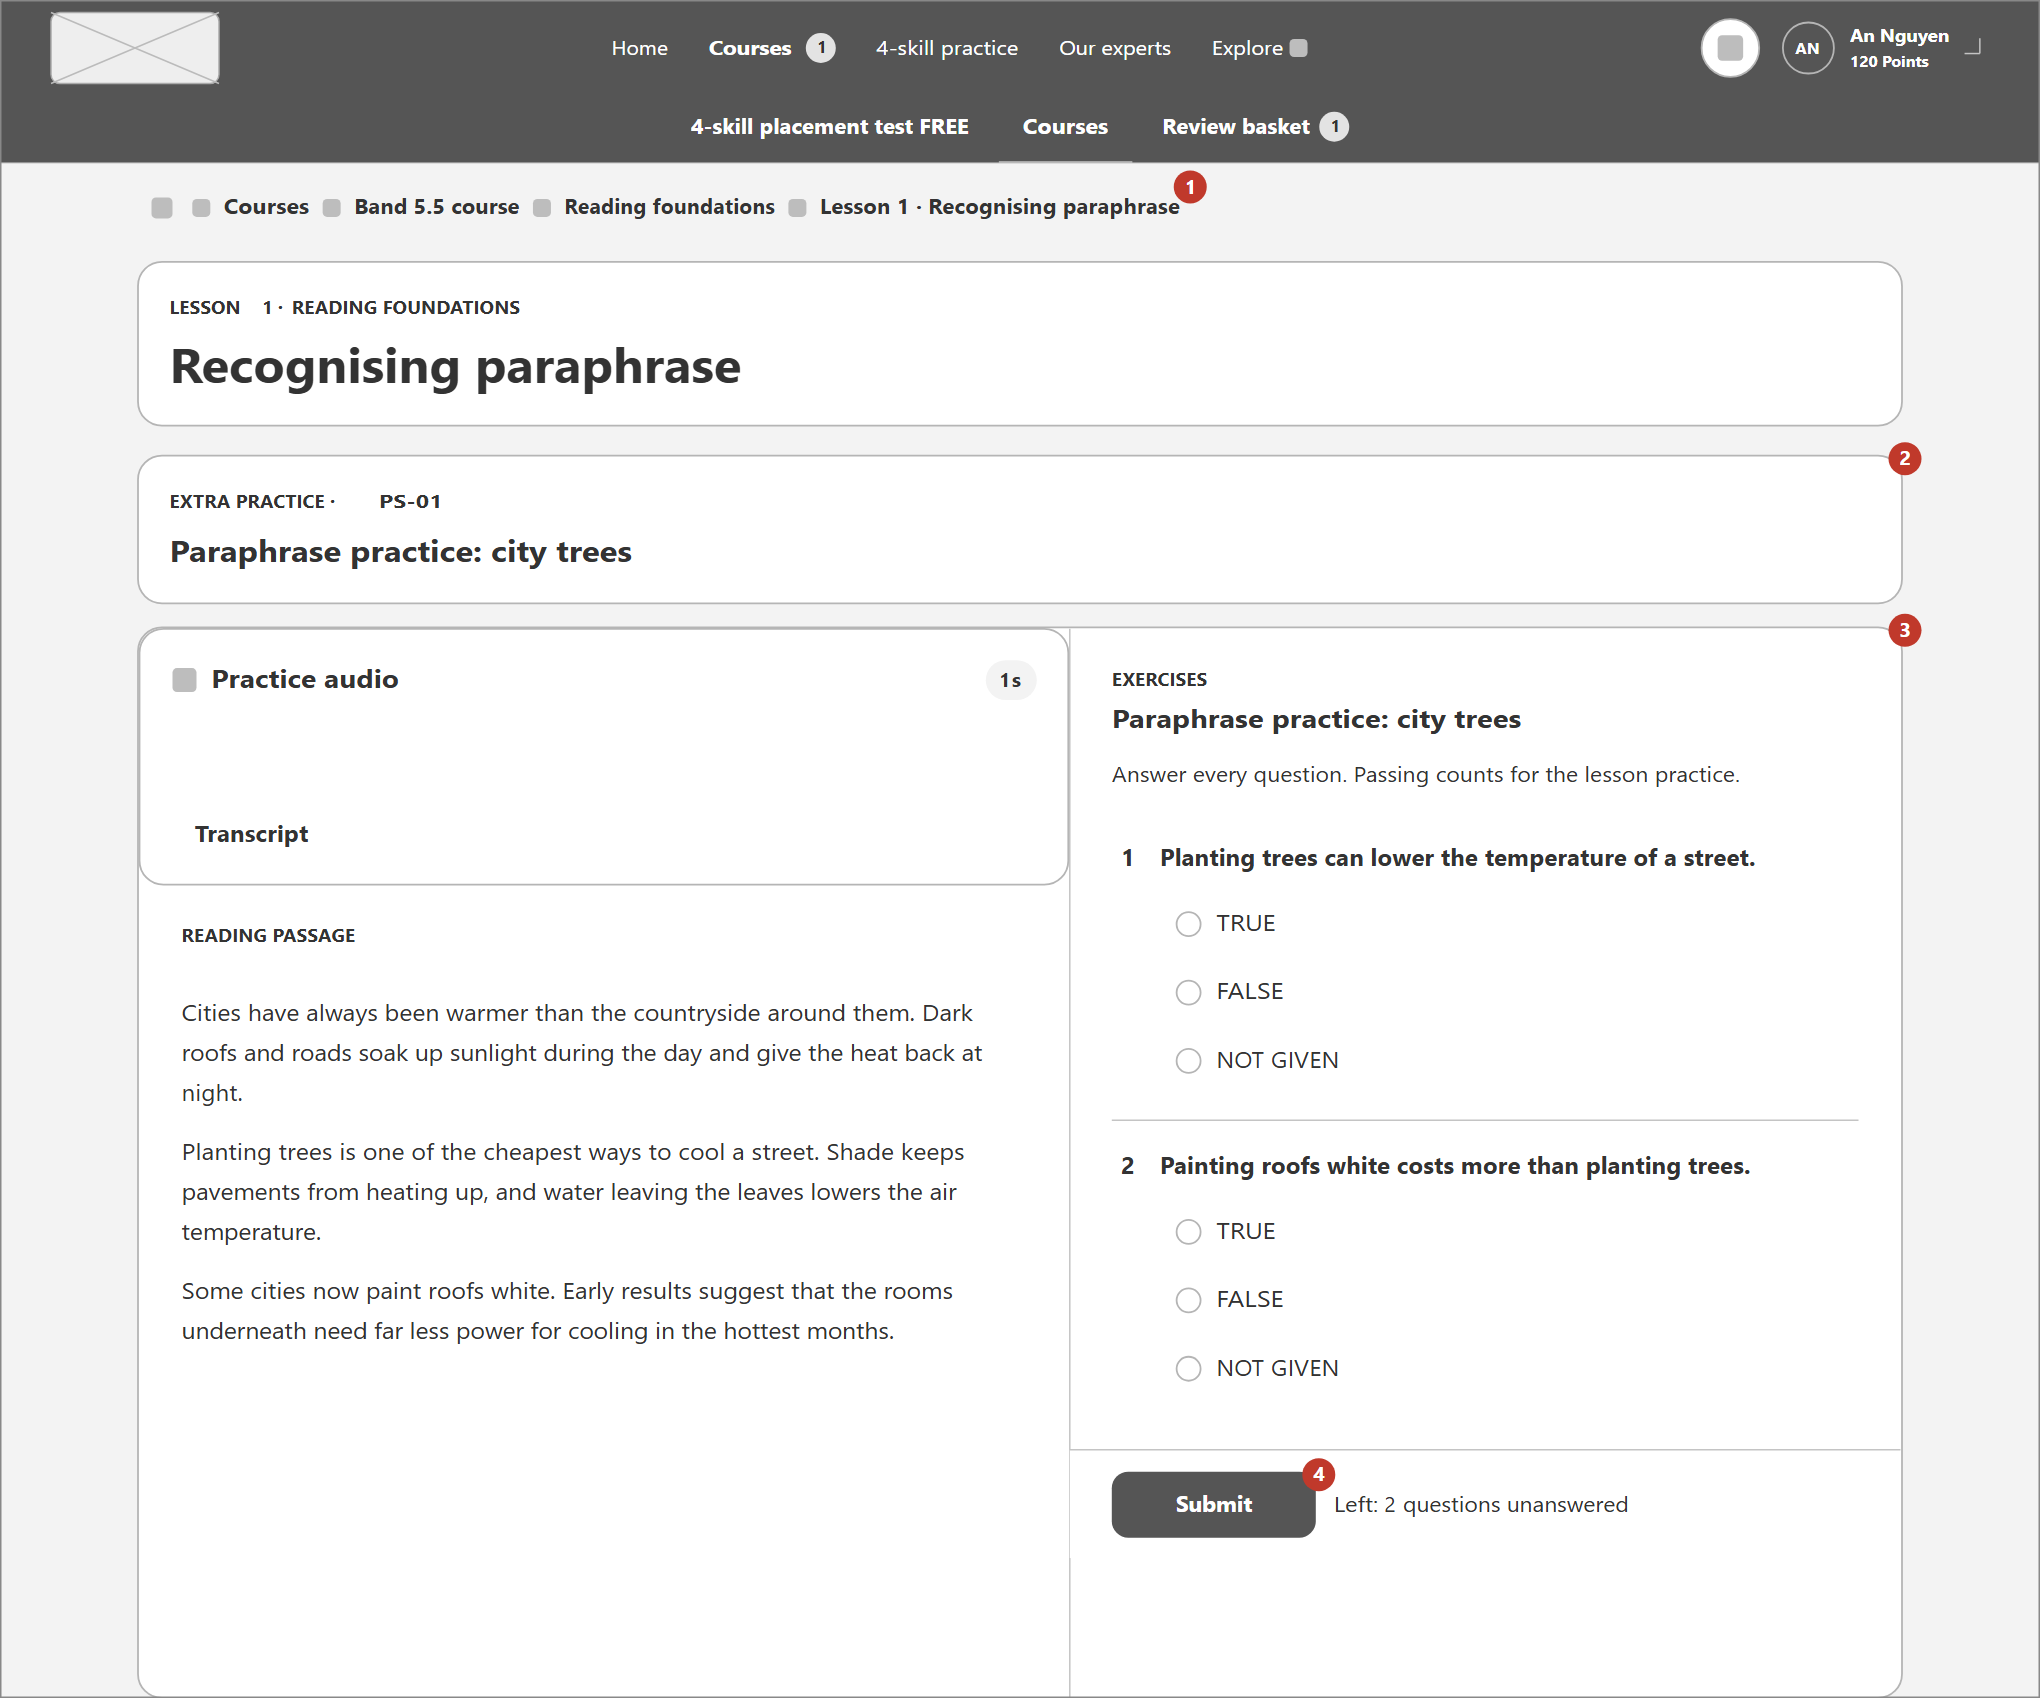 Home Courses 1 4-skill practice Our experts Explore
AN An Nguyen
120 Points
4-skill placement test FREE Courses Review basket 1
1
Courses Band 5.5 course Reading foundations Lesson 1 · Recognising paraphrase
LESSON 1 · READING FOUNDATIONS
Recognising paraphrase
2
EXTRA PRACTICE · PS-01
Paraphrase practice: city trees
3
Practice audio 1s
Transcript
READING PASSAGE
Cities have always been warmer than the countryside around them. Dark
roofs and roads soak up sunlight during the day and give the heat back at
night.
Planting trees is one of the cheapest ways to cool a street. Shade keeps
pavements from heating up, and water leaving the leaves lowers the air
temperature.
Some cities now paint roofs white. Early results suggest that the rooms
underneath need far less power for cooling in the hottest months.
EXERCISES
Paraphrase practice: city trees
Answer every question. Passing counts for the lesson practice.
1 Planting trees can lower the temperature of a street.
TRUE
FALSE
NOT GIVEN
2 Painting roofs white costs more than planting trees.
TRUE
FALSE
NOT GIVEN
4
Submit Left: 2 questions unanswered